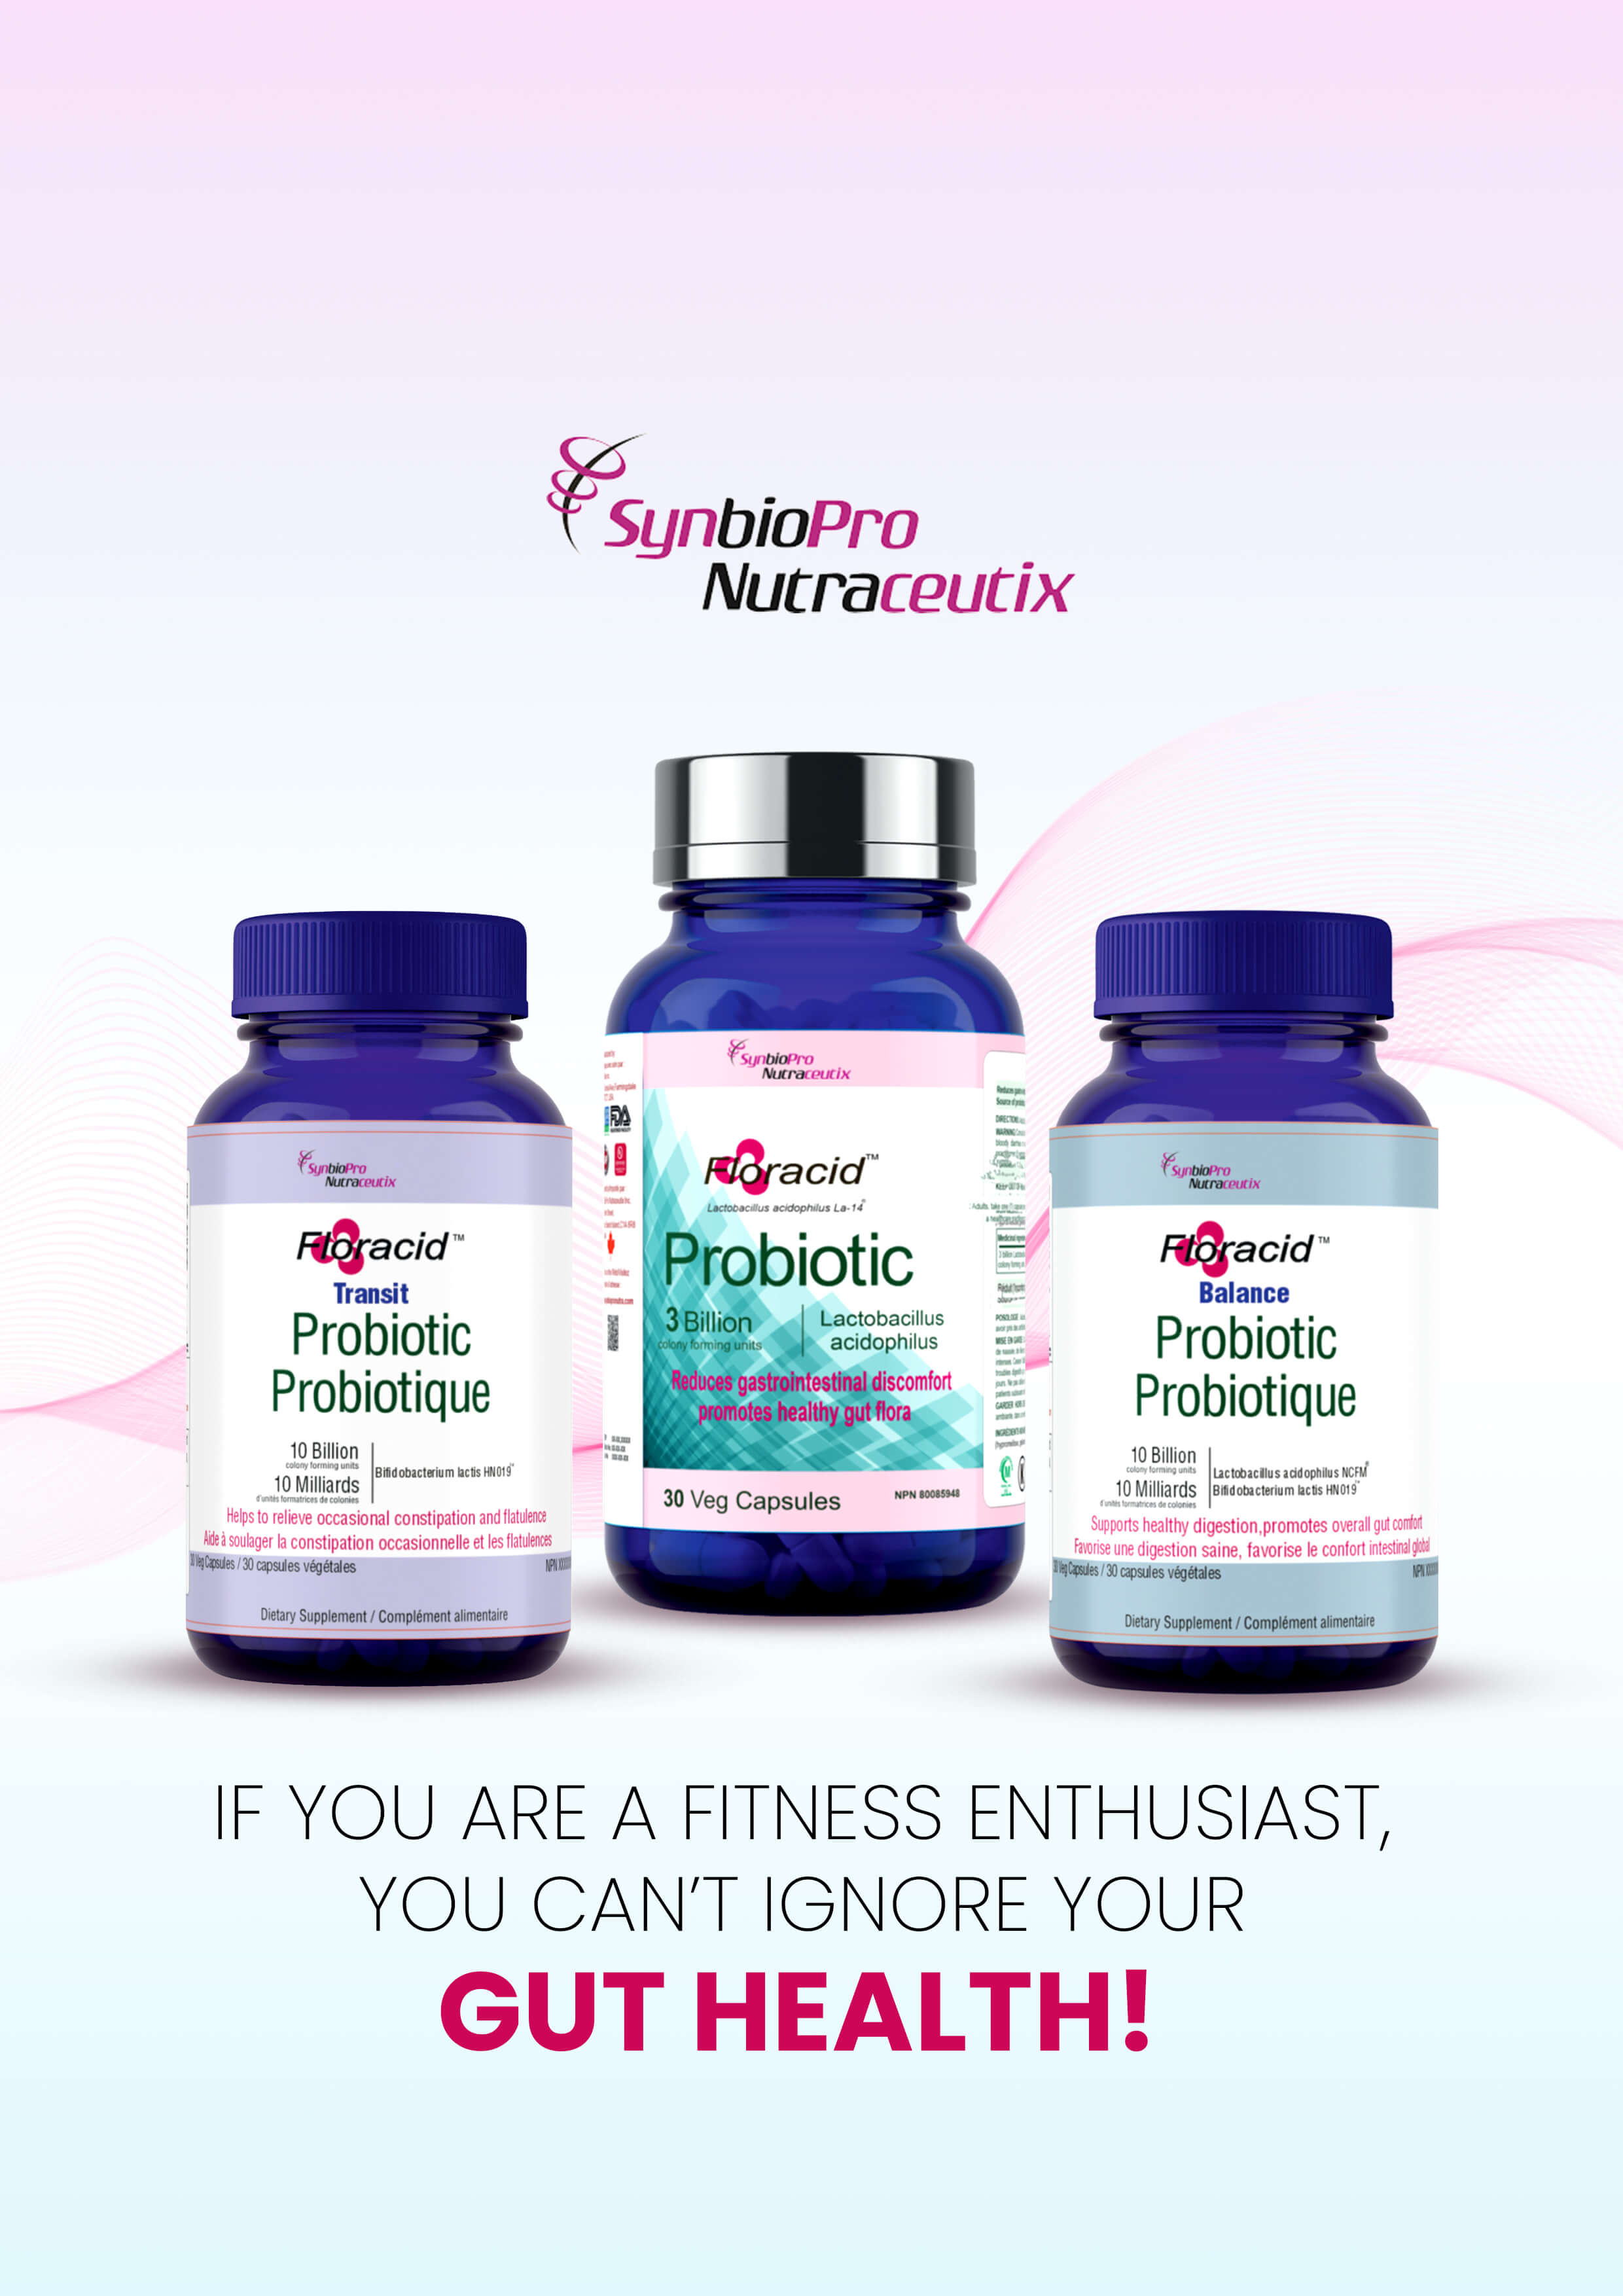 SynbioPro
Nutraceutix
SynbioPro
Nutraceutix
Floracid™
Transit
Probiotic
Probiotique
10 Billion
colony forming units
10 Milliards
d'unités formatrices de colonies
Bifidobacterium lactis HN019™
Helps to relieve occasional constipation and flatulence
Aide à soulager la constipation occasionnelle et les flatulences
30 Veg Capsules / 30 capsules végétales
NPN
Dietary Supplement / Complément alimentaire
FDA
SynbioPro
Nutraceutix
Floracid™
Lactobacillus acidophilus La-14
Probiotic
3 Billion
colony forming units
Lactobacillus
acidophilus
Reduces gastrointestinal discomfort
promotes healthy gut flora
30 Veg Capsules
NPN 80085948
SynbioPro
Nutraceutix
Floracid™
Balance
Probiotic
Probiotique
10 Billion
colony forming units
10 Milliards
d'unités formatrices de colonies
Lactobacillus acidophilus NCFM
Bifidobacterium lactis HN019™
Supports healthy digestion,promotes overall gut comfort
Favorise une digestion saine, favorise le confort intestinal global
30 Veg Capsules / 30 capsules végétales
NPN
Dietary Supplement / Complément alimentaire
IF YOU ARE A FITNESS ENTHUSIAST,
YOU CAN'T IGNORE YOUR
GUT HEALTH!